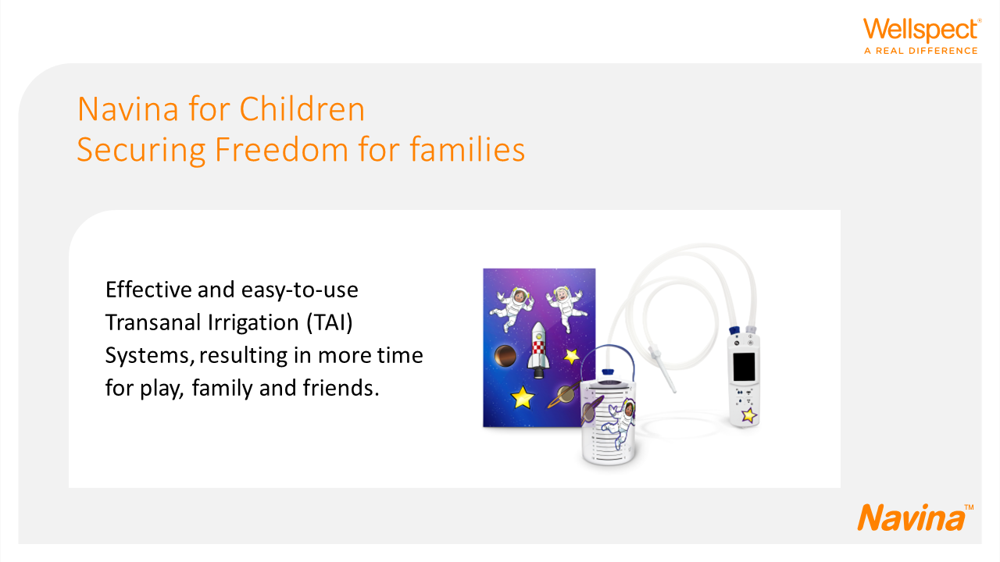 Wellspect®
A REAL DIFFERENCE
Navina for Children
Securing Freedom for families
Effective and easy-to-use
Transanal Irrigation (TAI)
Systems, resulting in more time
for play, family and friends.
Navina™